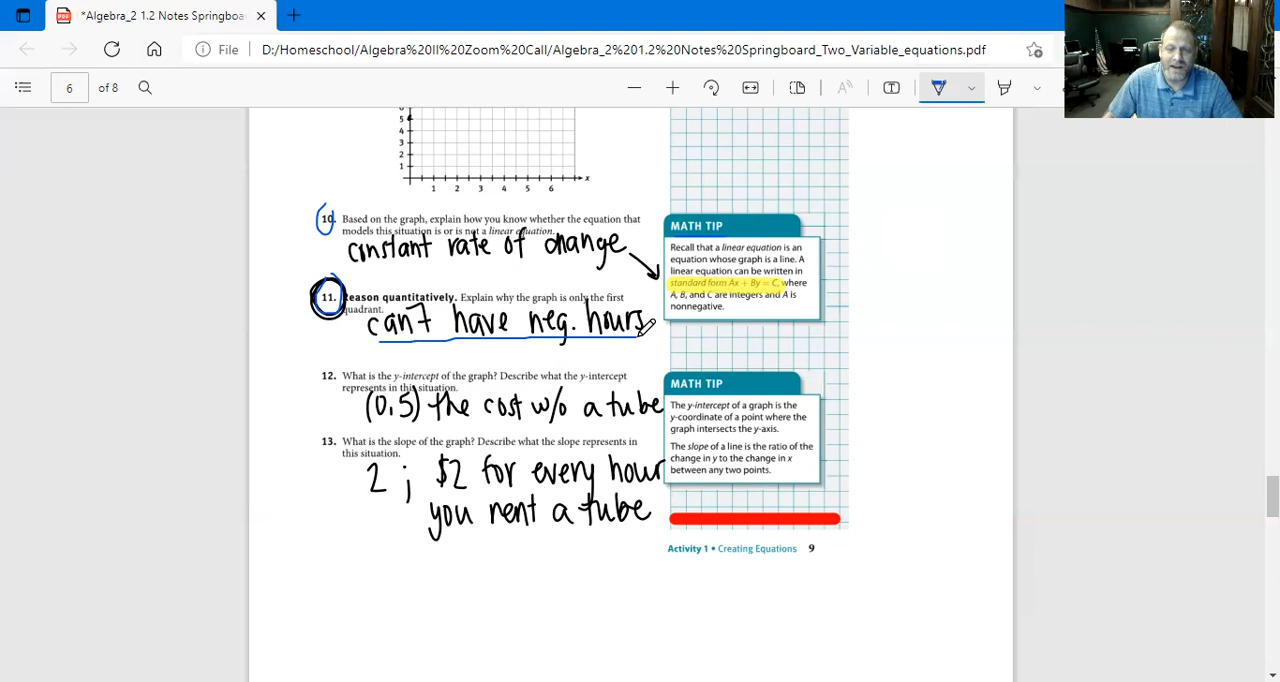 *Algebra_2 1.2 Notes Springboa
File D:/Homeschool/Algebra%20II%20Zoom%20Call/Algebra_2%201.2%20Notes%20Springboard_Two_Variable_equations.pdf
6 of 8
5
4
3
2
1
1 2 3 4 5 6 x
10. Based on the graph, explain how you know whether the equation that
models this situation is or is not a linear equation.
constant rate of change
11. Reason quantitatively. Explain why the graph is only the first
quadrant.
can't have neg. hours
12. What is the y-intercept of the graph? Describe what the y-intercept
represents in this situation.
(0,5) the cost w/o a tube
13. What is the slope of the graph? Describe what the slope represents in
this situation.
2 ; $2 for every hour
you rent a tube
MATH TIP
Recall that a linear equation is an
equation whose graph is a line. A
linear equation can be written in
standard form Ax + By = C, where
A, B, and C are integers and A is
nonnegative.
MATH TIP
The y-intercept of a graph is the
y-coordinate of a point where the
graph intersects the y-axis.
The slope of a line is the ratio of the
change in y to the change in x
between any two points.
Activity 1 • Creating Equations 9